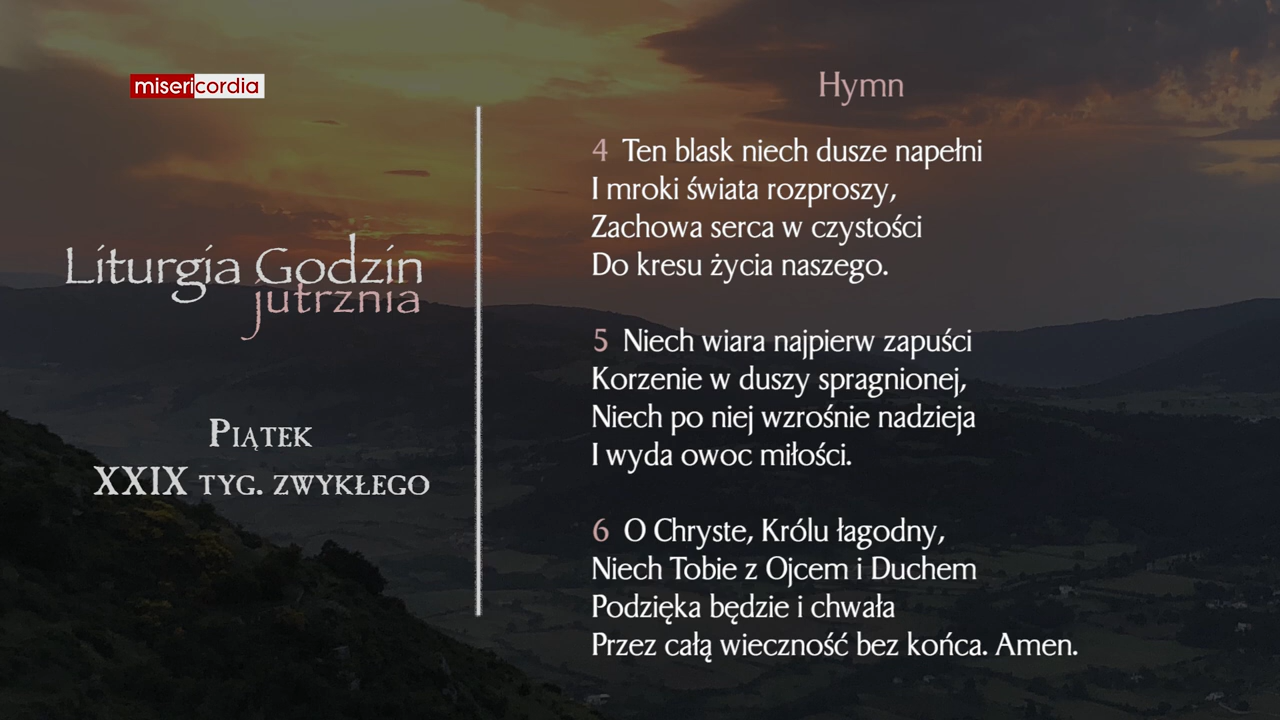 misericordia
Liturgia Godzin
jutrznia
Piątek
XXIX tyg. zwykłego
Hymn
4 Ten blask niech dusze napełni
I mroki świata rozproszy,
Zachowa serca w czystości
Do kresu życia naszego.
5 Niech wiara najpierw zapuści
Korzenie w duszy spragnionej,
Niech po niej wzrośnie nadzieja
I wyda owoc miłości.
6 O Chryste, Królu łagodny,
Niech Tobie z Ojcem i Duchem
Podzięka będzie i chwała
Przez całą wieczność bez końca. Amen.